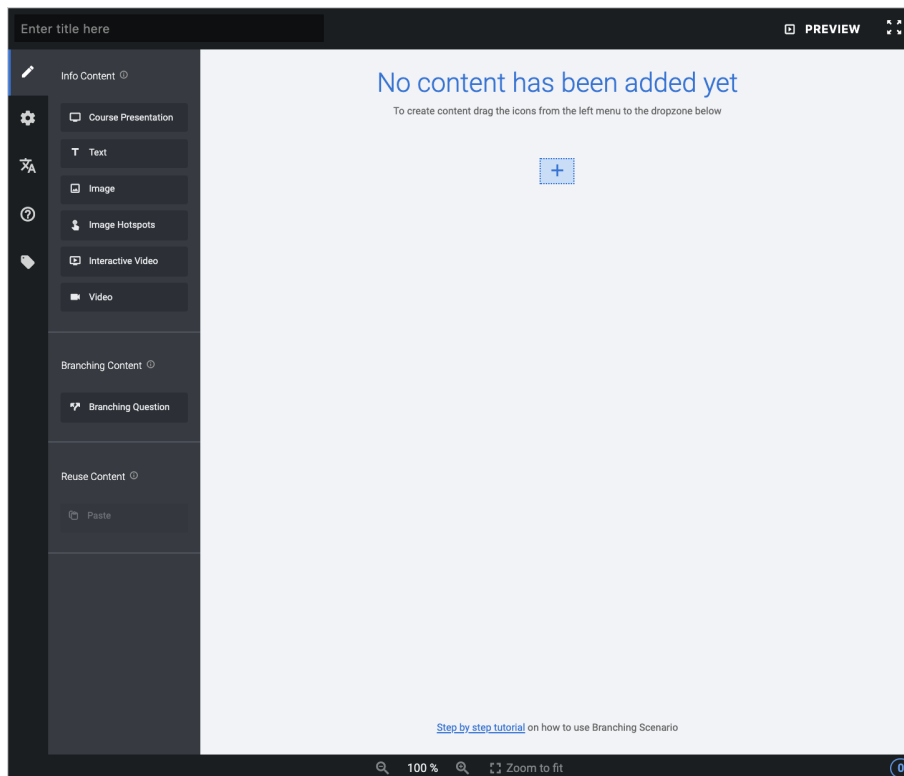 Enter title here
PREVIEW
Info Content
Course Presentation
Text
Image
Image Hotspots
Interactive Video
Video
Branching Content
Branching Question
Reuse Content
Paste
No content has been added yet
To create content drag the icons from the left menu to the dropzone below
Step by step tutorial on how to use Branching Scenario
100 %
Zoom to fit
0